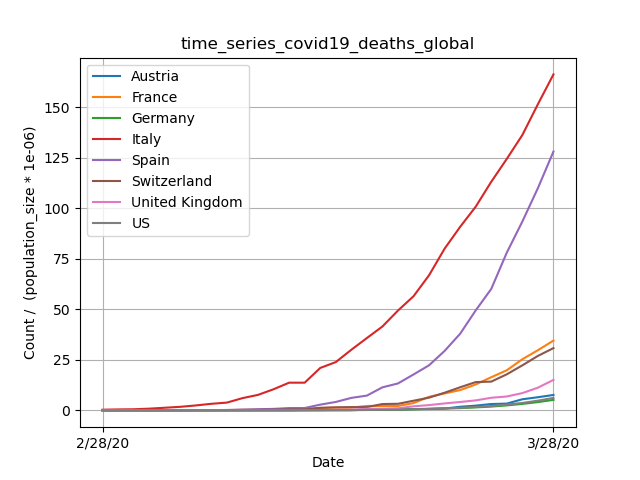 time_series_covid19_deaths_global
Austria
France
Germany
Italy
Spain
Switzerland
United Kingdom
US
150
125
100
75
50
25
0
Count /  (population_size * 1e-06)
2/28/20
3/28/20
Date